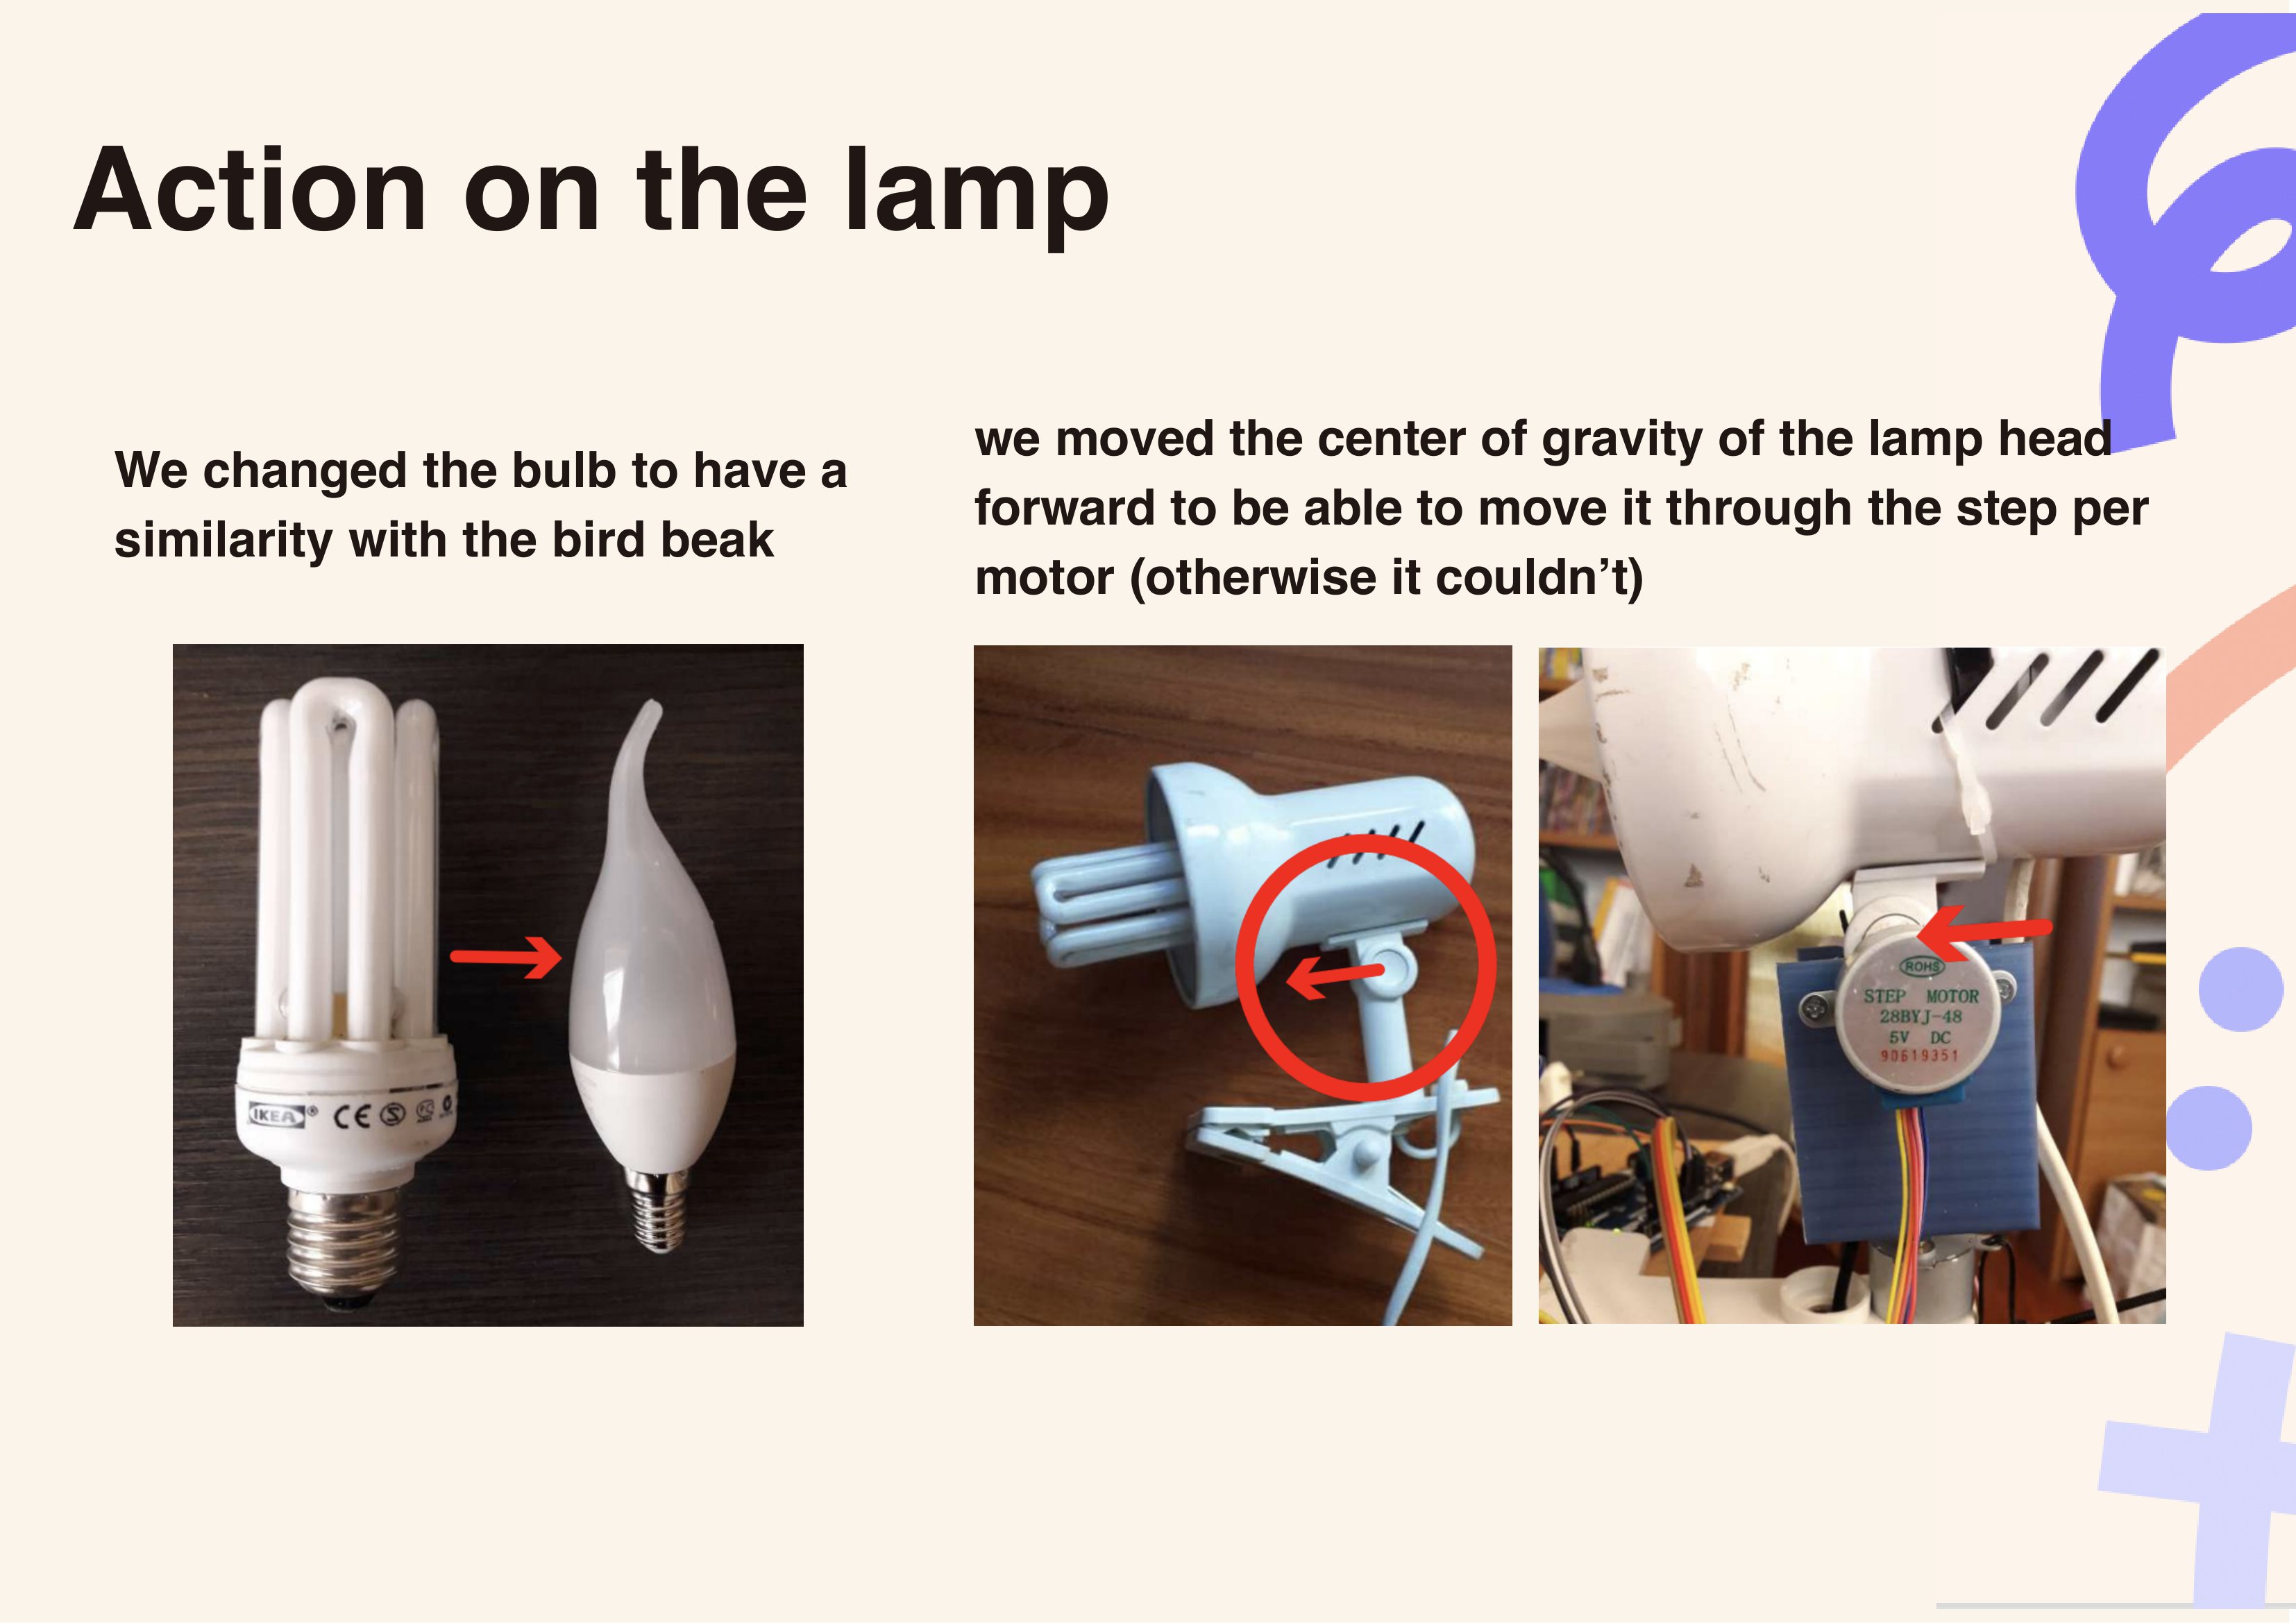 Action on the lamp
We changed the bulb to have a
similarity with the bird beak
we moved the center of gravity of the lamp head
forward to be able to move it through the step per
motor (otherwise it couldn’t)
IKEA® CE S
ROHS
STEP MOTOR
28BYJ-48
5V DC
90619351